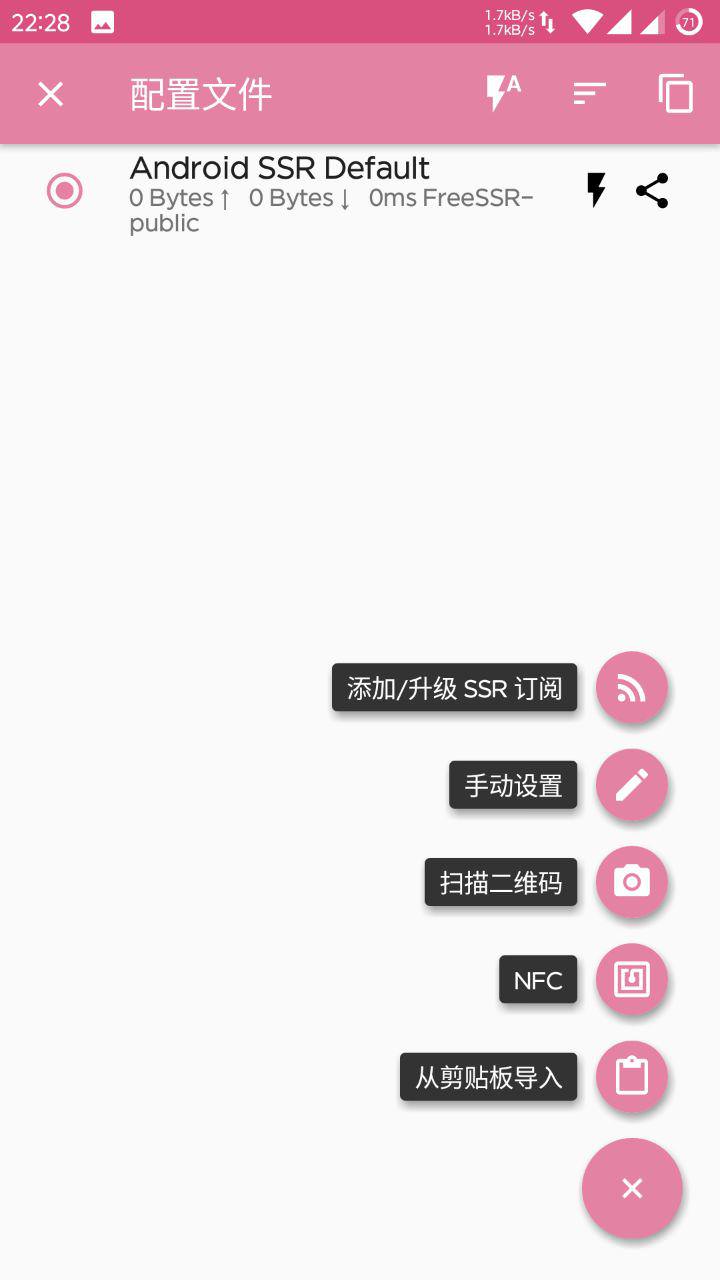 22:28
1.7kB/s
1.7kB/s
71
配置文件
A
Android SSR Default
0 Bytes↑ 0 Bytes↓ 0ms FreeSSR-
public
添加/升级 SSR 订阅
手动设置
扫描二维码
NFC
从剪贴板导入